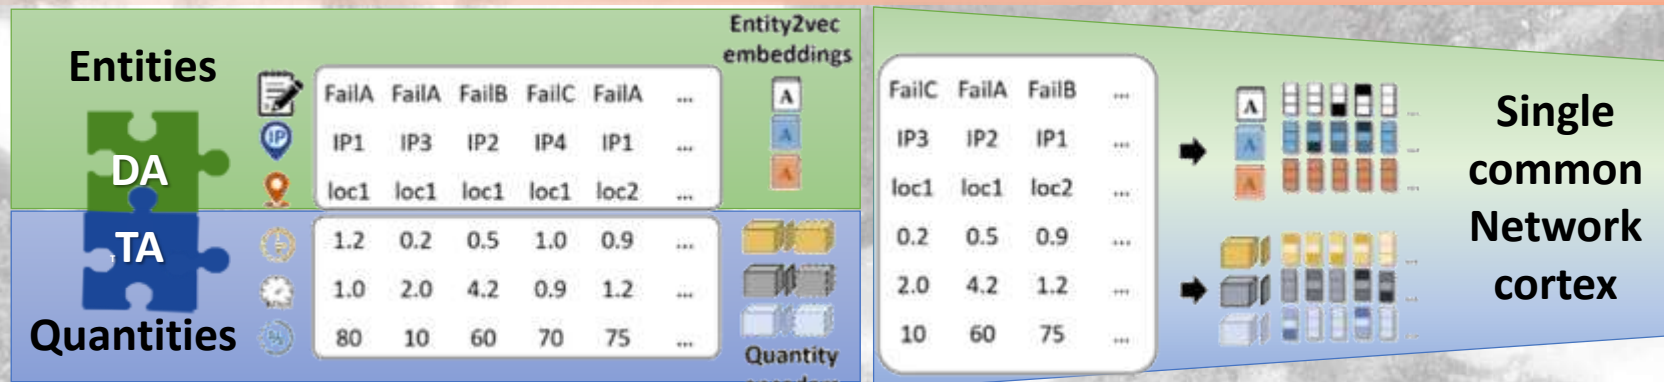 Entities
DA
TA
Quantities
IP
%
Entity2vec
embeddings
FailA FailA FailB FailC FailA ...
IP1 IP3 IP2 IP4 IP1 ...
loc1 loc1 loc1 loc1 loc2 ...
1.2 0.2 0.5 1.0 0.9 ...
1.0 2.0 4.2 0.9 1.2 ...
80 10 60 70 75 ...
A
A
A
Quantity
FailC FailA FailB ...
IP3 IP2 IP1 ...
loc1 loc1 loc2 ...
0.2 0.5 0.9 ...
2.0 4.2 1.2 ...
10 60 75 ...
A
A
A
Single
common
Network
cortex